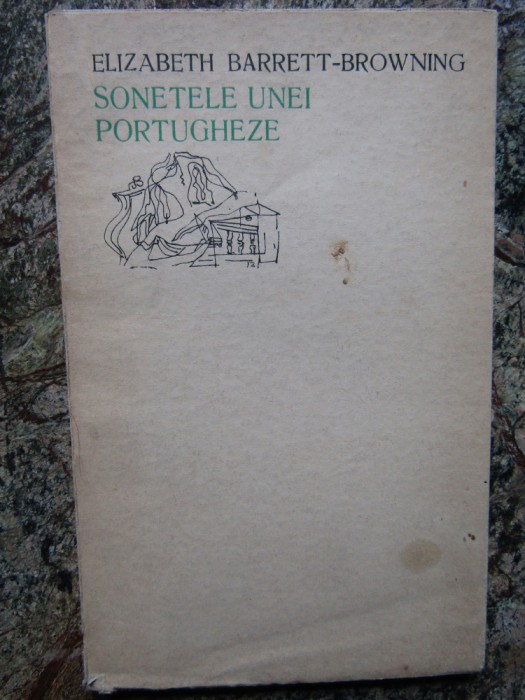 ELIZABETH BARRETT-BROWNING
SONETELE UNEI
PORTUGHEZE